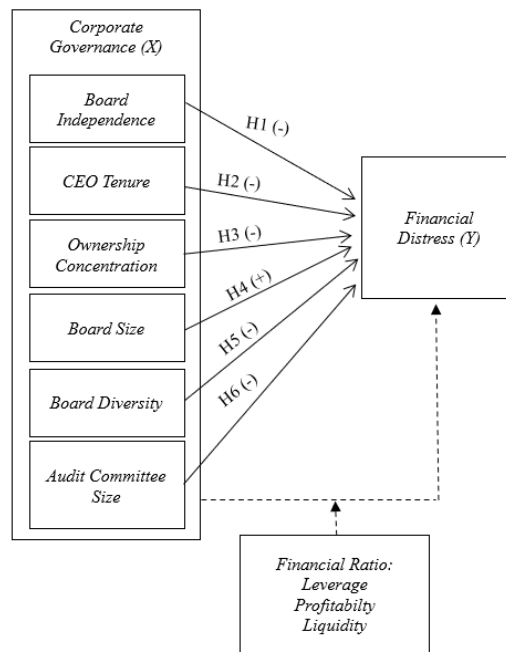 Corporate
Governance (X)
Board
Independence
H1 (-)
CEO Tenure
H2 (-)
Ownership
Concentration
H3 (-)
Board Size
H4 (+)
Board Diversity
H5 (-)
Audit Committee
Size
H6 (-)
Financial
Distress (Y)
Financial Ratio:
Leverage
Profitabilty
Liquidity